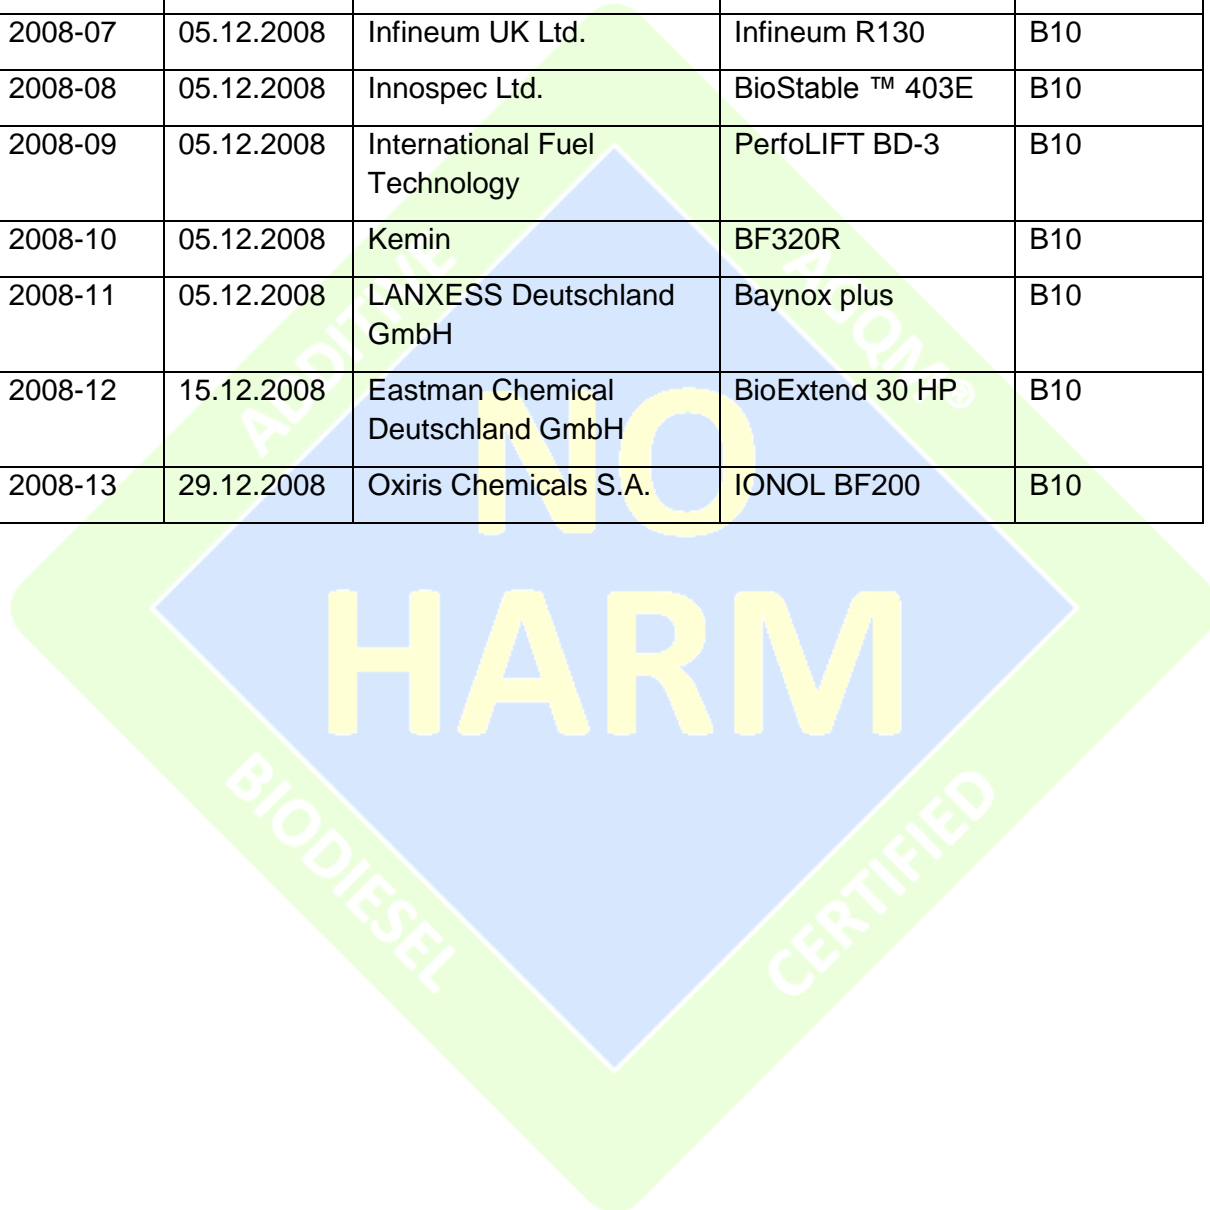 2008-07 05.12.2008 Infineum UK Ltd. Infineum R130 B10
2008-08 05.12.2008 Innospec Ltd. BioStable ™ 403E B10
2008-09 05.12.2008 International Fuel PerfoLIFT BD-3 B10
Technology
2008-10 05.12.2008 Kemin BF320R B10
2008-11 05.12.2008 LANXESS Deutschland Baynox plus B10
GmbH
2008-12 15.12.2008 Eastman Chemical BioExtend 30 HP B10
Deutschland GmbH
2008-13 29.12.2008 Oxiris Chemicals S.A. IONOL BF200 B10
ADDITIVE
AGQM®
NO
HARM
BIODIESEL
CERTIFIED